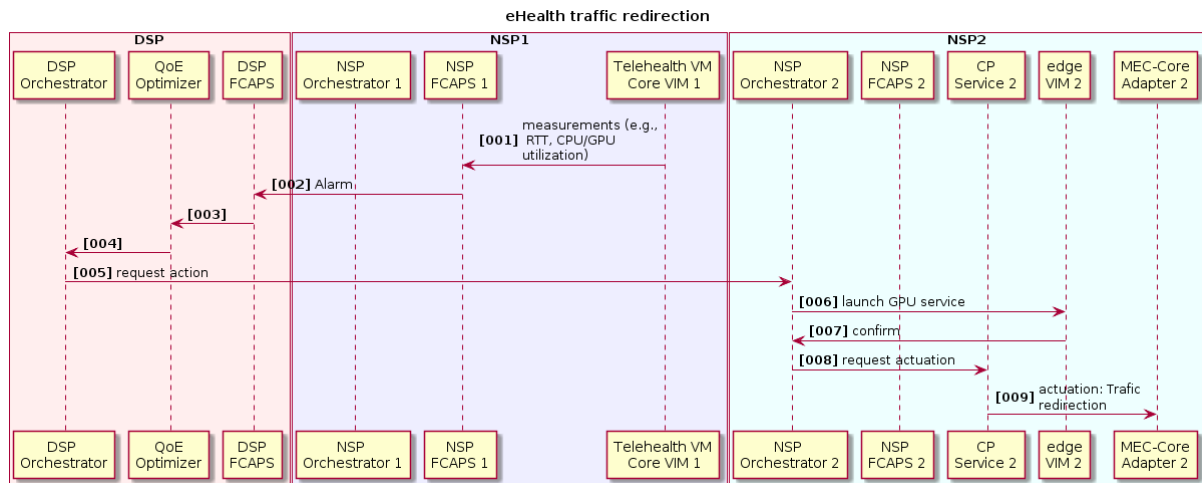 eHealth traffic redirection
DSP
NSP1
NSP2
DSP
Orchestrator
QoE
Optimizer
DSP
FCAPS
NSP
Orchestrator 1
NSP
FCAPS 1
Telehealth VM
Core VIM 1
NSP
Orchestrator 2
NSP
FCAPS 2
CP
Service 2
edge
VIM 2
MEC-Core
Adapter 2
measurements (e.g.,
[001] RTT, CPU/GPU
utilization)
[002] Alarm
[003]
[004]
[005] request action
[006] launch GPU service
[007] confirm
[008] request actuation
[009] actuation: Trafic
redirection
DSP
Orchestrator
QoE
Optimizer
DSP
FCAPS
NSP
Orchestrator 1
NSP
FCAPS 1
Telehealth VM
Core VIM 1
NSP
Orchestrator 2
NSP
FCAPS 2
CP
Service 2
edge
VIM 2
MEC-Core
Adapter 2